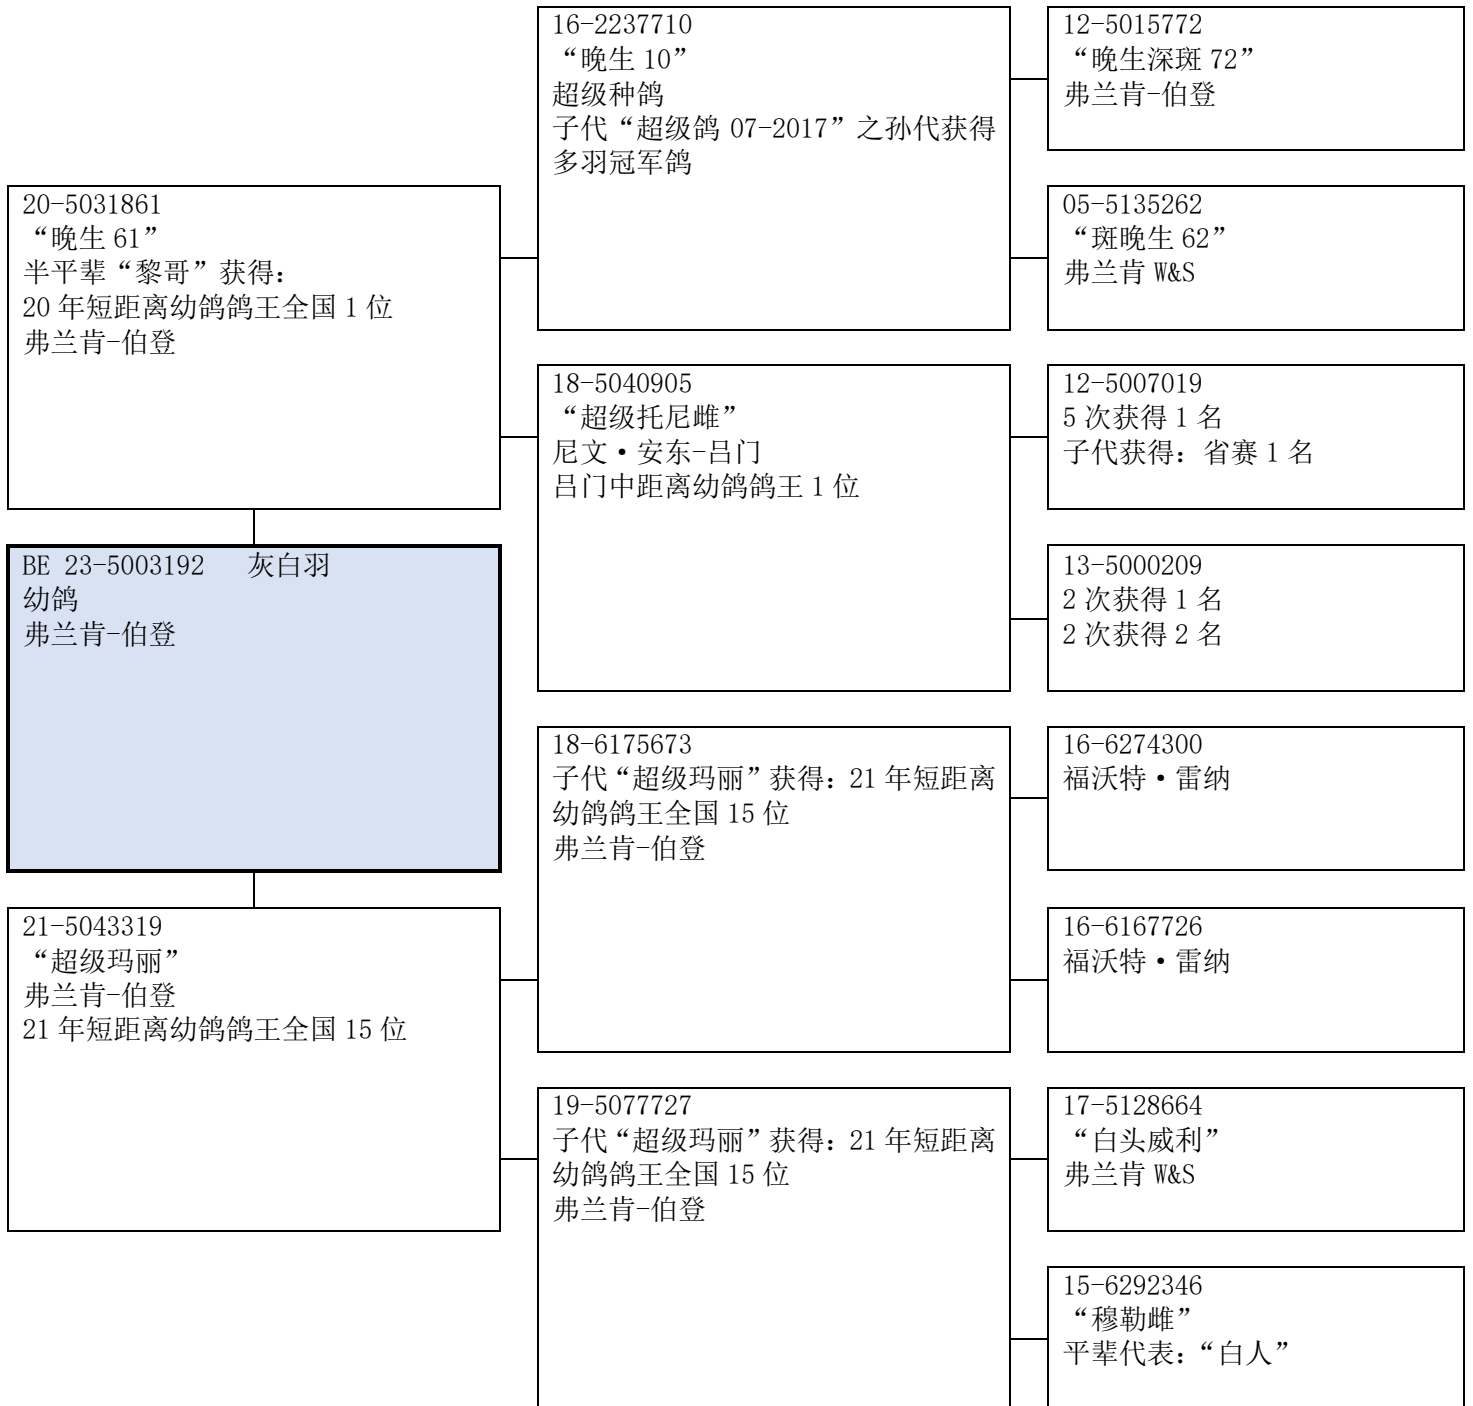 16-2237710
“晚生 10”
超级种鸽
子代“超级鸽 07-2017”之孙代获得
多羽冠军鸽
12-5015772
“晚生深斑 72”
弗兰肯-伯登
20-5031861
“晚生 61”
半平辈“黎哥”获得：
20 年短距离幼鸽鸽王全国 1 位
弗兰肯-伯登
05-5135262
“斑晚生 62”
弗兰肯 W&S
18-5040905
“超级托尼雌”
尼文·安东-吕门
吕门中距离幼鸽鸽王 1 位
12-5007019
5 次获得 1 名
子代获得：省赛 1 名
BE 23-5003192 灰白羽
幼鸽
弗兰肯-伯登
13-5000209
2 次获得 1 名
2 次获得 2 名
18-6175673
子代“超级玛丽”获得：21 年短距离
幼鸽鸽王全国 15 位
弗兰肯-伯登
16-6274300
福沃特·雷纳
21-5043319
“超级玛丽”
弗兰肯-伯登
21 年短距离幼鸽鸽王全国 15 位
16-6167726
福沃特·雷纳
19-5077727
子代“超级玛丽”获得：21 年短距离
幼鸽鸽王全国 15 位
弗兰肯-伯登
17-5128664
“白头威利”
弗兰肯 W&S
15-6292346
“穆勒雌”
平辈代表：“白人”